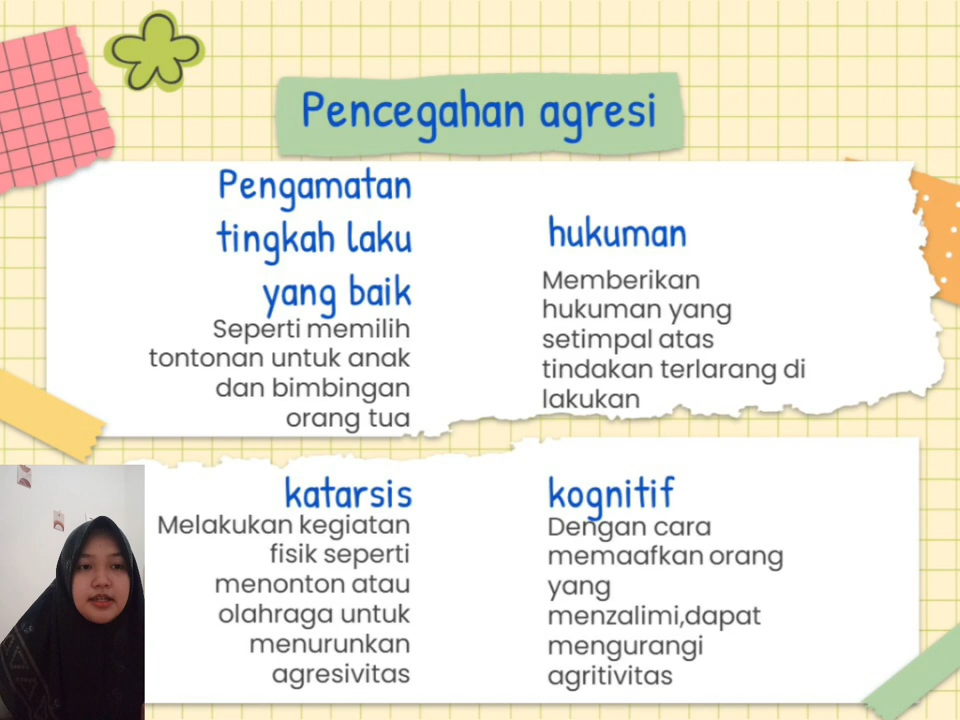 Pencegahan agresi
Pengamatan
tingkah laku
yang baik
Seperti memilih
tontonan untuk anak
dan bimbingan
orang tua
hukuman
Memberikan
hukuman yang
setimpal atas
tindakan terlarang di
lakukan
katarsis
Melakukan kegiatan
fisik seperti
menonton atau
olahraga untuk
menurunkan
agresivitas
kognitif
Dengan cara
memaafkan orang
yang
menzalimi,dapat
mengurangi
agritivitas